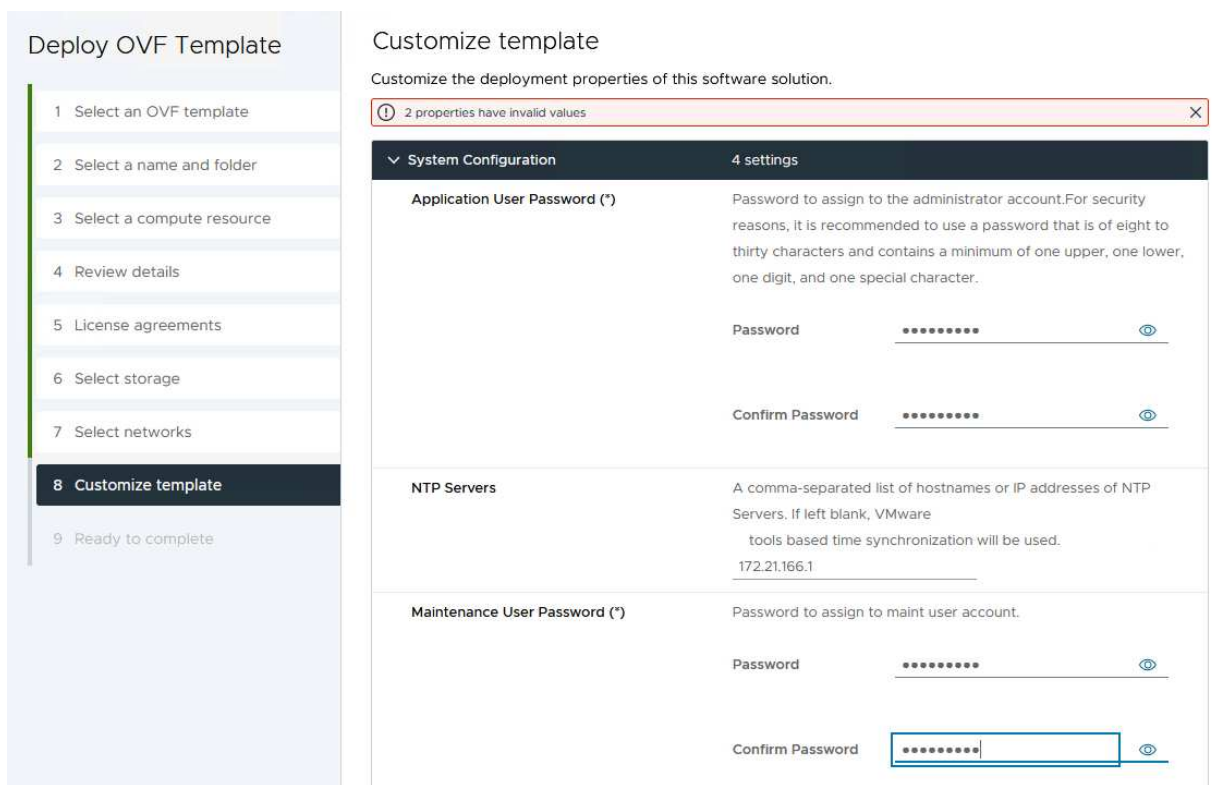 Deploy OVF Template
1 Select an OVF template
2 Select a name and folder
3 Select a compute resource
4 Review details
5 License agreements
6 Select storage
7 Select networks
8 Customize template
9 Ready to complete
Customize template
Customize the deployment properties of this software solution.
2 properties have invalid values
System Configuration 4 settings
Application User Password (*)
Password to assign to the administrator account.For security
reasons, it is recommended to use a password that is of eight to
thirty characters and contains a minimum of one upper, one lower,
one digit, and one special character.
Password •••••••••
Confirm Password •••••••••
NTP Servers
A comma-separated list of hostnames or IP addresses of NTP
Servers. If left blank, VMware
tools based time synchronization will be used.
172.21.166.1
Maintenance User Password (*)
Password to assign to maint user account.
Password •••••••••
Confirm Password •••••••••